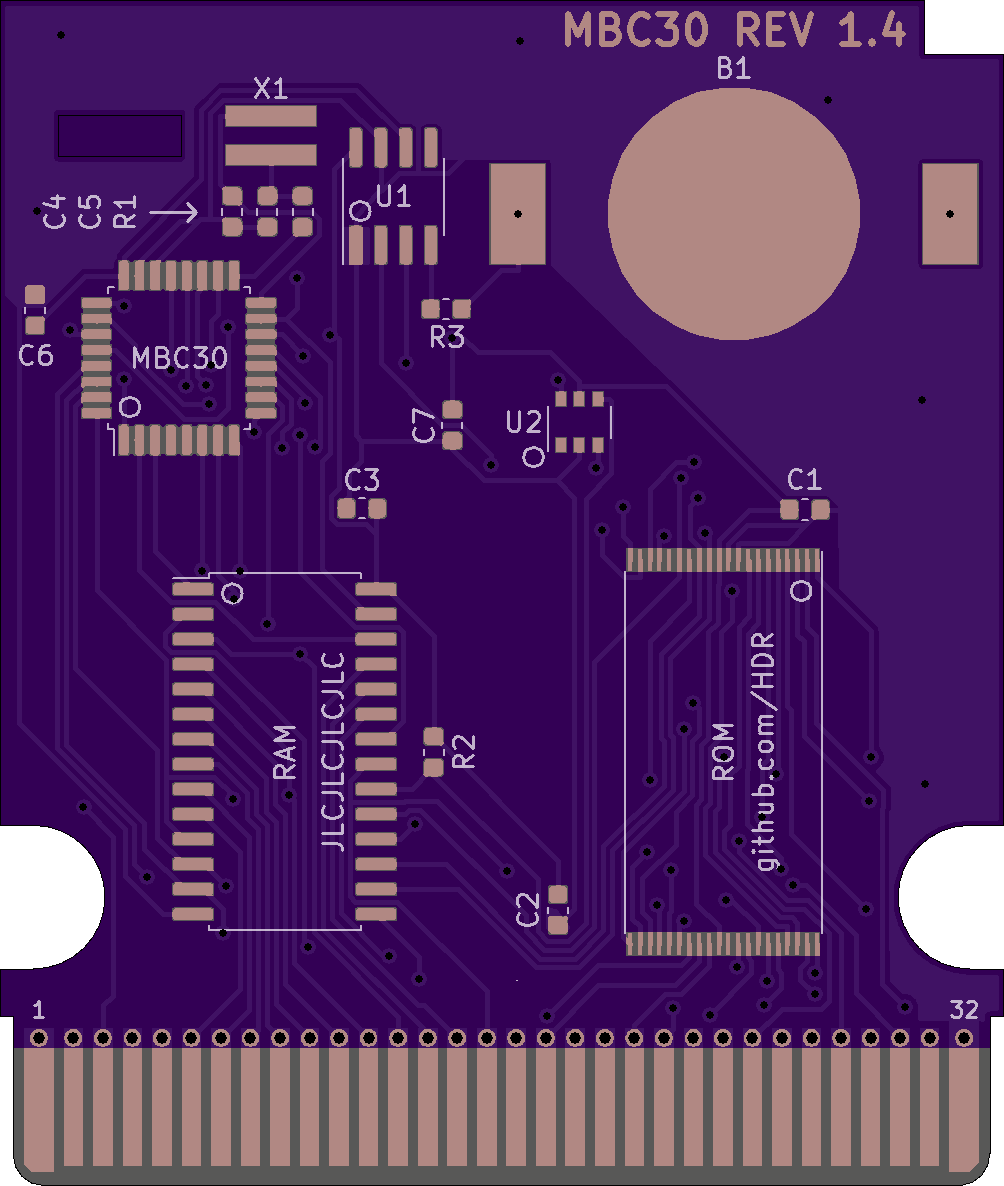 MBC30 REV 1.4
B1
X1
U1
C4
C5
R1
R3
C6
MBC30
C7
U2
C3
C1
RAM
JLCJLCJLCJLC
R2
ROM
github.com/HDR
C2
1
32